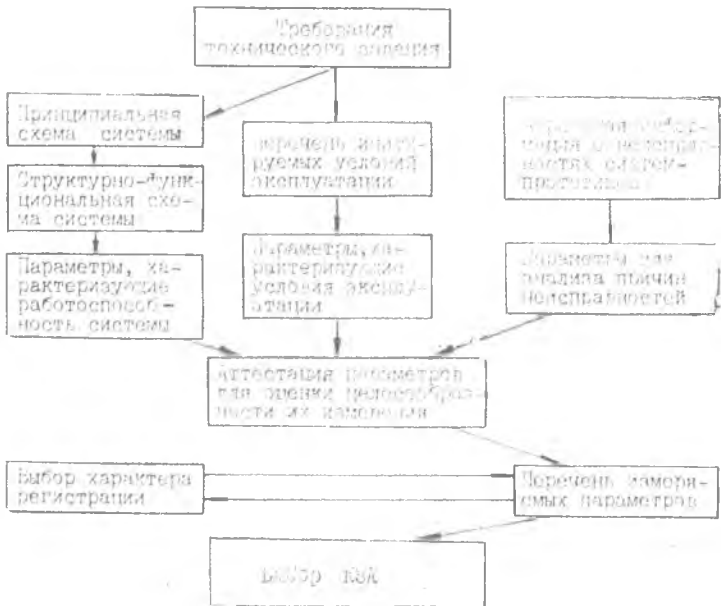 Требования
технического задания
Принципиальная
схема системы
Перечень
руемых условий
эксплуатации
Структурно-функ-
циональная схе-
ма системы
Параметры, ха-
рактеризующие
работоспособ-
ность системы
Параметры, ха-
рактеризующие
условия эксплу-
атации
Параметры для
анализа причин
неисправностей
Аттестация параметров
для оценки целесообраз-
ности их измерения
Выбор характера
регистрации
Перечень измеря-
емых параметров
Выбор